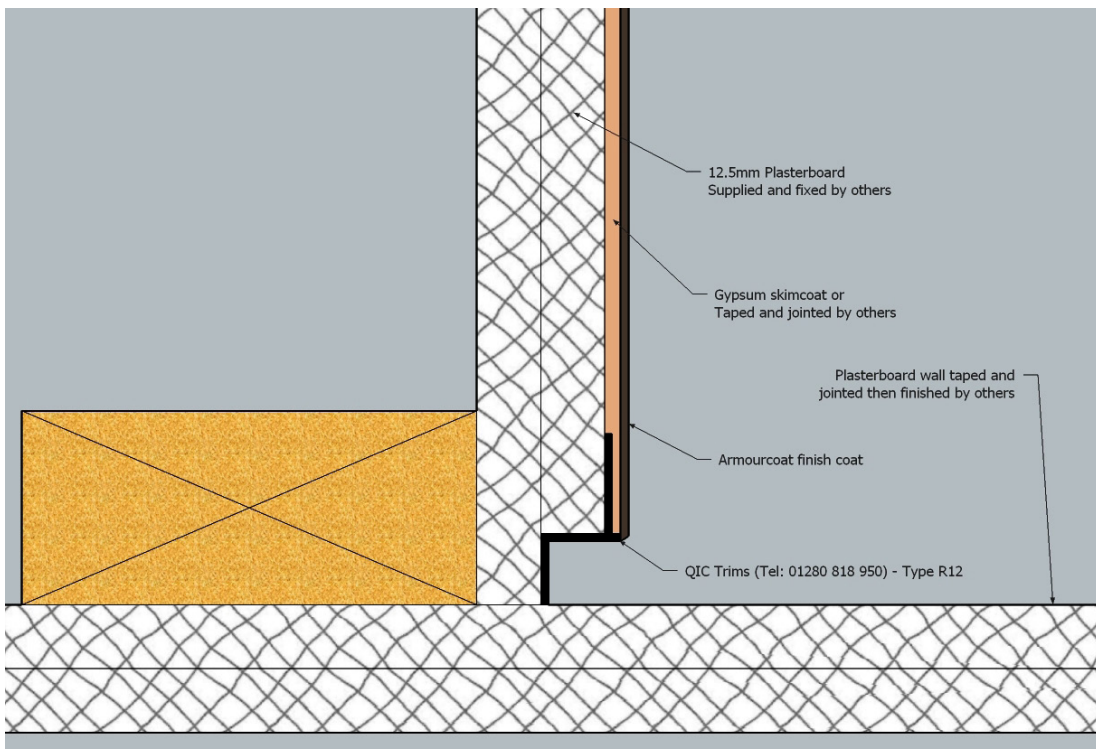 12.5mm Plasterboard
Supplied and fixed by others
Gypsum skimcoat or
Taped and jointed by others
Plasterboard wall taped and
jointed then finished by others
Armourcoat finish coat
QIC Trims (Tel: 01280 818 950) - Type R12